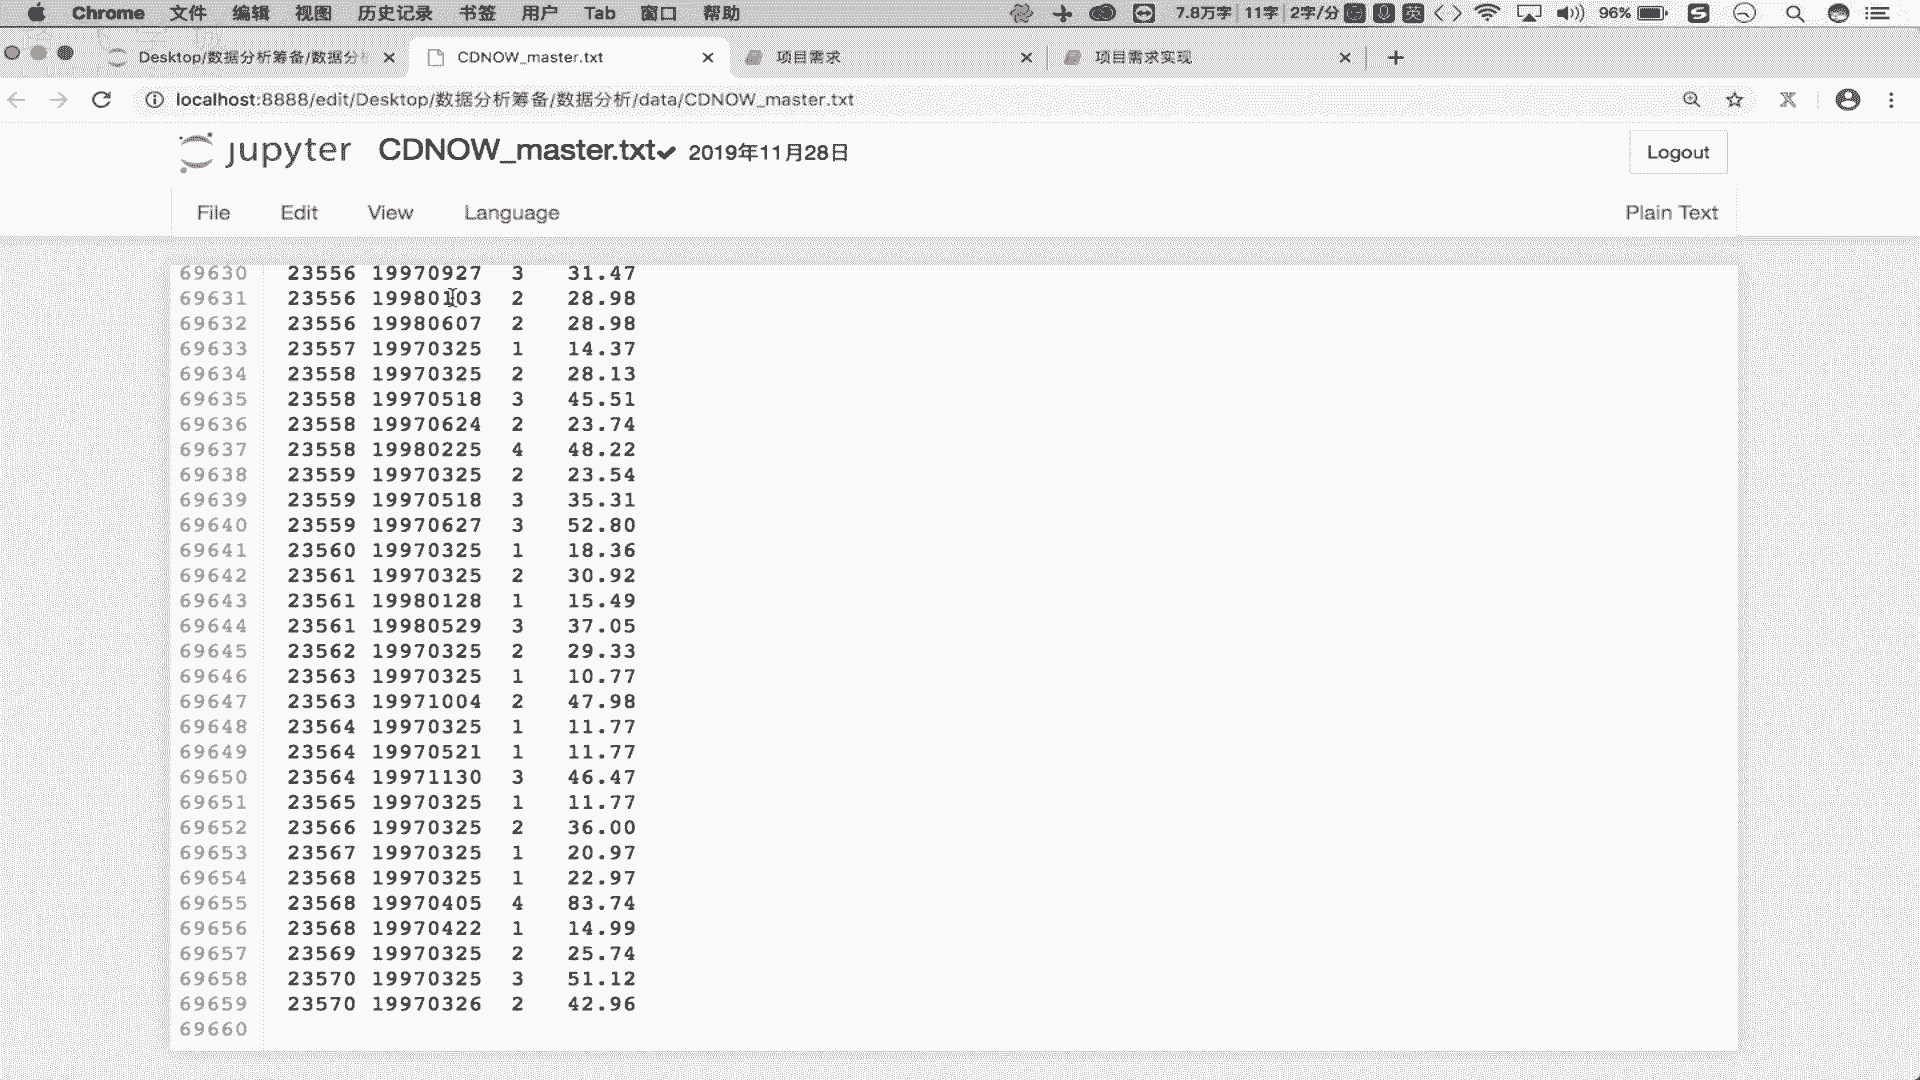 Chrome 文件 编辑 视图 历史记录 书签 用户 Tab 窗口 帮助 7.8万字 11字 2字/分 英 96%
Desktop/数据分析筹备/数据分析 CDNOW_master.txt 项目需求 项目需求实现
localhost:8888/edit/Desktop/数据分析筹备/数据分析/data/CDNOW_master.txt
jupyter CDNOW_master.txt 2019年11月28日 Logout
File Edit View Language Plain Text
69630 23556 19970927 3 31.47
69631 23556 19980103 2 28.98
69632 23556 19980607 2 28.98
69633 23557 19970325 1 14.37
69634 23558 19970325 2 28.13
69635 23558 19970518 3 45.51
69636 23558 19970624 2 23.74
69637 23558 19980225 4 48.22
69638 23559 19970325 2 23.54
69639 23559 19970518 3 35.31
69640 23559 19970627 3 52.80
69641 23560 19970325 1 18.36
69642 23561 19970325 2 30.92
69643 23561 19980128 1 15.49
69644 23561 19980529 3 37.05
69645 23562 19970325 2 29.33
69646 23563 19970325 1 10.77
69647 23563 19971004 2 47.98
69648 23564 19970325 1 11.77
69649 23564 19970521 1 11.77
69650 23564 19971130 3 46.47
69651 23565 19970325 1 11.77
69652 23566 19970325 2 36.00
69653 23567 19970325 1 20.97
69654 23568 19970325 1 22.97
69655 23568 19970405 4 83.74
69656 23568 19970422 1 14.99
69657 23569 19970325 2 25.74
69658 23570 19970325 3 51.12
69659 23570 19970326 2 42.96
69660